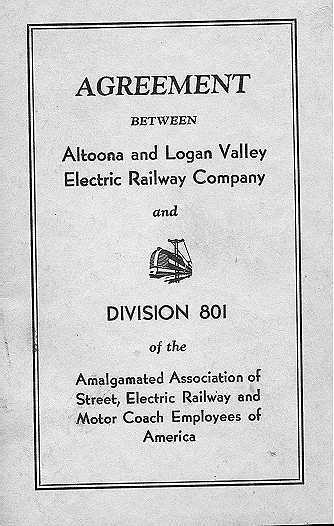 AGREEMENT
BETWEEN
Altoona and Logan Valley
Electric Railway Company
and
DIVISION 801
of the
Amalgamated Association of
Street, Electric Railway and
Motor Coach Employees of
America